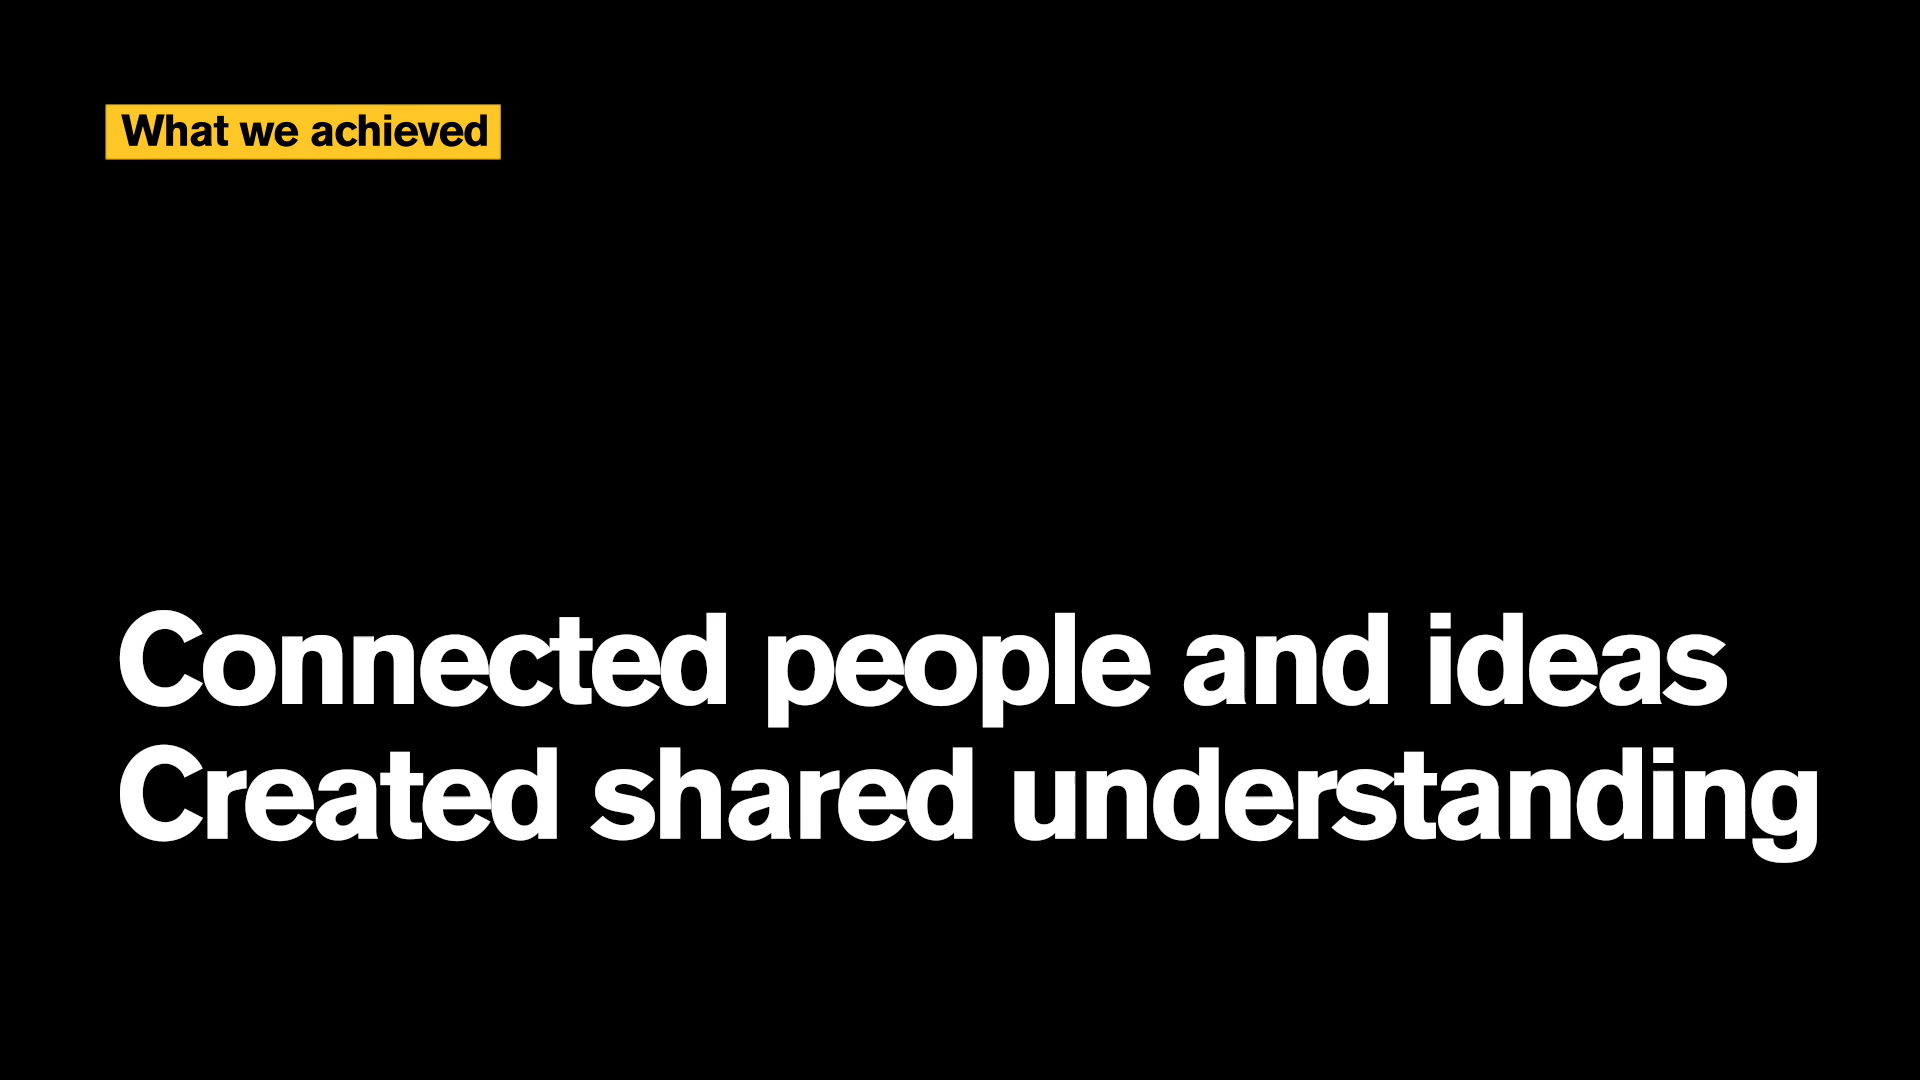 What we achieved
Connected people and ideas
Created shared understanding